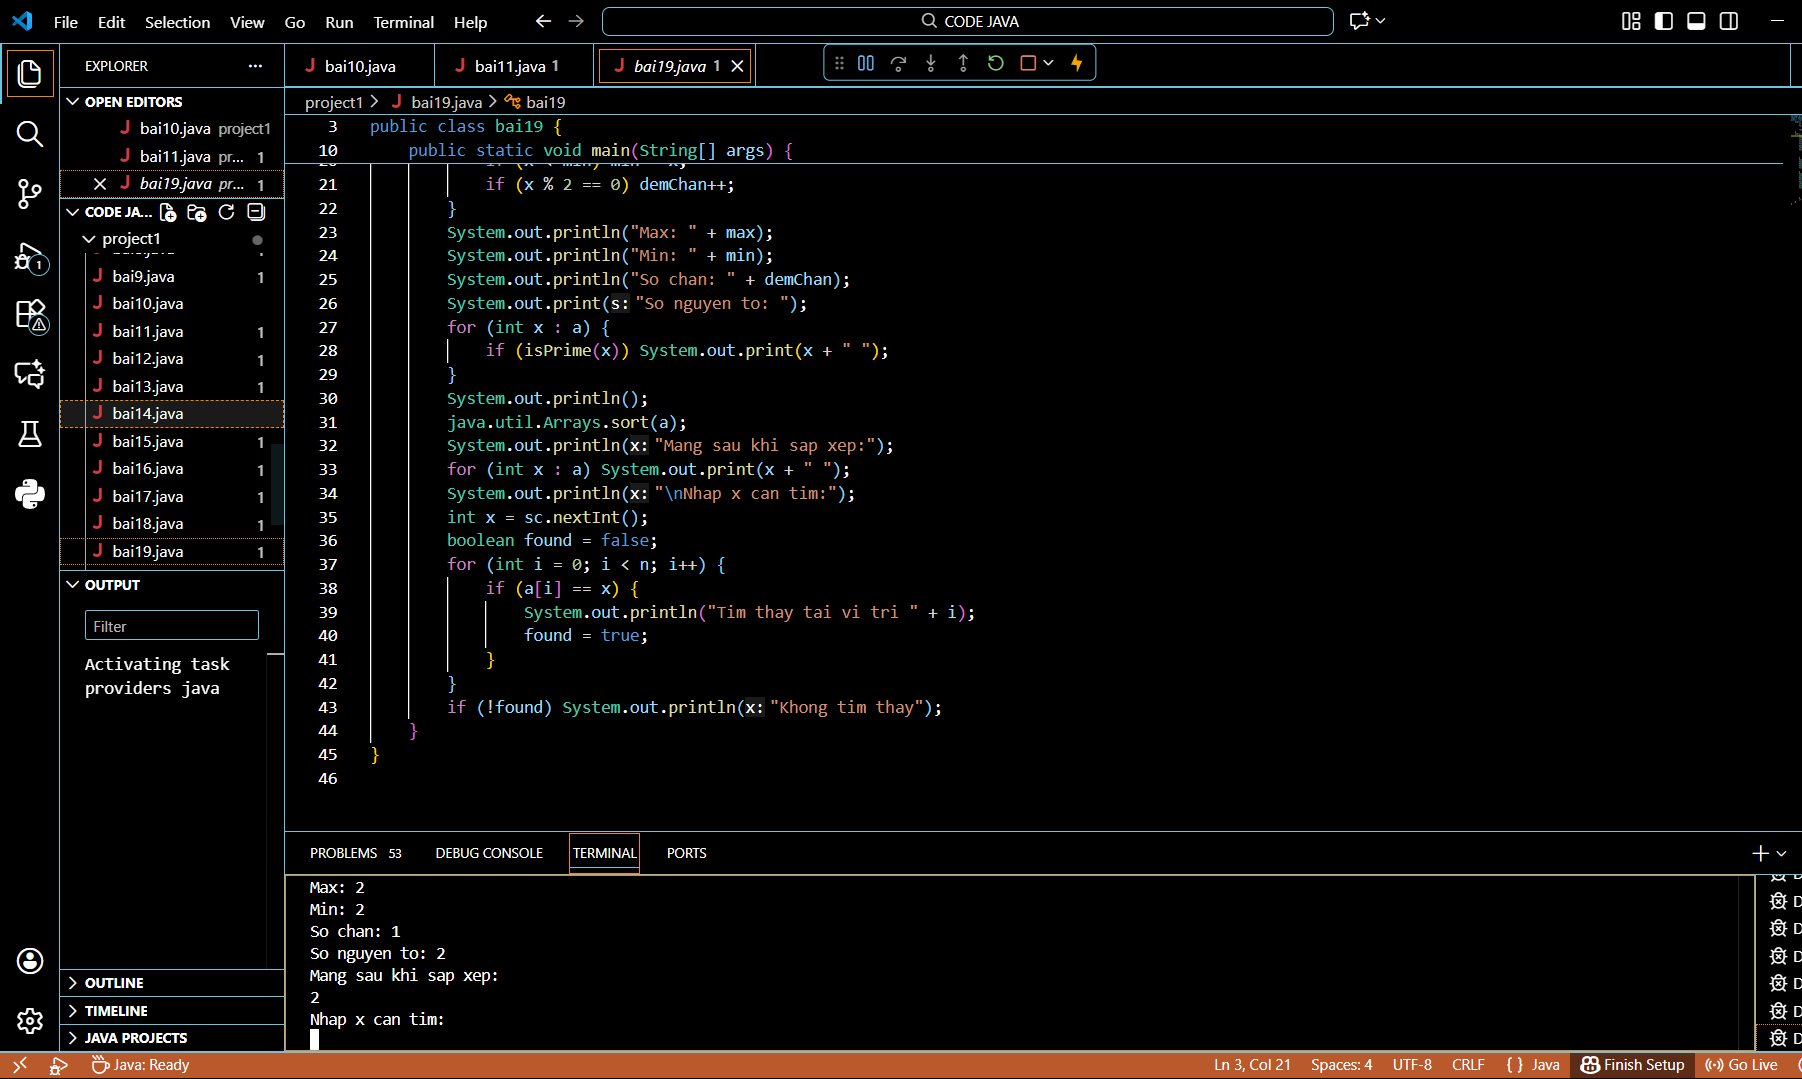 File Edit Selection View Go Run Terminal Help
CODE JAVA
EXPLORER
bai10.java
bai11.java 1
bai19.java 1
OPEN EDITORS
bai10.java project1
bai11.java pr... 1
bai19.java pr... 1
CODE JA...
project1
bai9.java 1
bai10.java
bai11.java 1
bai12.java 1
bai13.java 1
bai14.java
bai15.java 1
bai16.java 1
bai17.java 1
bai18.java 1
bai19.java 1
OUTPUT
Filter
Activating task
providers java
OUTLINE
TIMELINE
JAVA PROJECTS
1
project1 > bai19.java > bai19
3 public class bai19 {
10 public static void main(String[] args) {
21 if (x % 2 == 0) demChan++;
22 }
23 System.out.println("Max: " + max);
24 System.out.println("Min: " + min);
25 System.out.println("So chan: " + demChan);
26 System.out.print(s: "So nguyen to: ");
27 for (int x : a) {
28 if (isPrime(x)) System.out.print(x + " ");
29 }
30 System.out.println();
31 java.util.Arrays.sort(a);
32 System.out.println(x: "Mang sau khi sap xep:");
33 for (int x : a) System.out.print(x + " ");
34 System.out.println(x: "\nNhap x can tim:");
35 int x = sc.nextInt();
36 boolean found = false;
37 for (int i = 0; i < n; i++) {
38 if (a[i] == x) {
39 System.out.println("Tim thay tai vi tri " + i);
40 found = true;
41 }
42 }
43 if (!found) System.out.println(x: "Khong tim thay");
44 }
45 }
46
PROBLEMS 53 DEBUG CONSOLE TERMINAL PORTS
Max: 2
Min: 2
So chan: 1
So nguyen to: 2
Mang sau khi sap xep:
2
Nhap x can tim:
Java: Ready
Ln 3, Col 21 Spaces: 4 UTF-8 CRLF { } Java Finish Setup Go Live